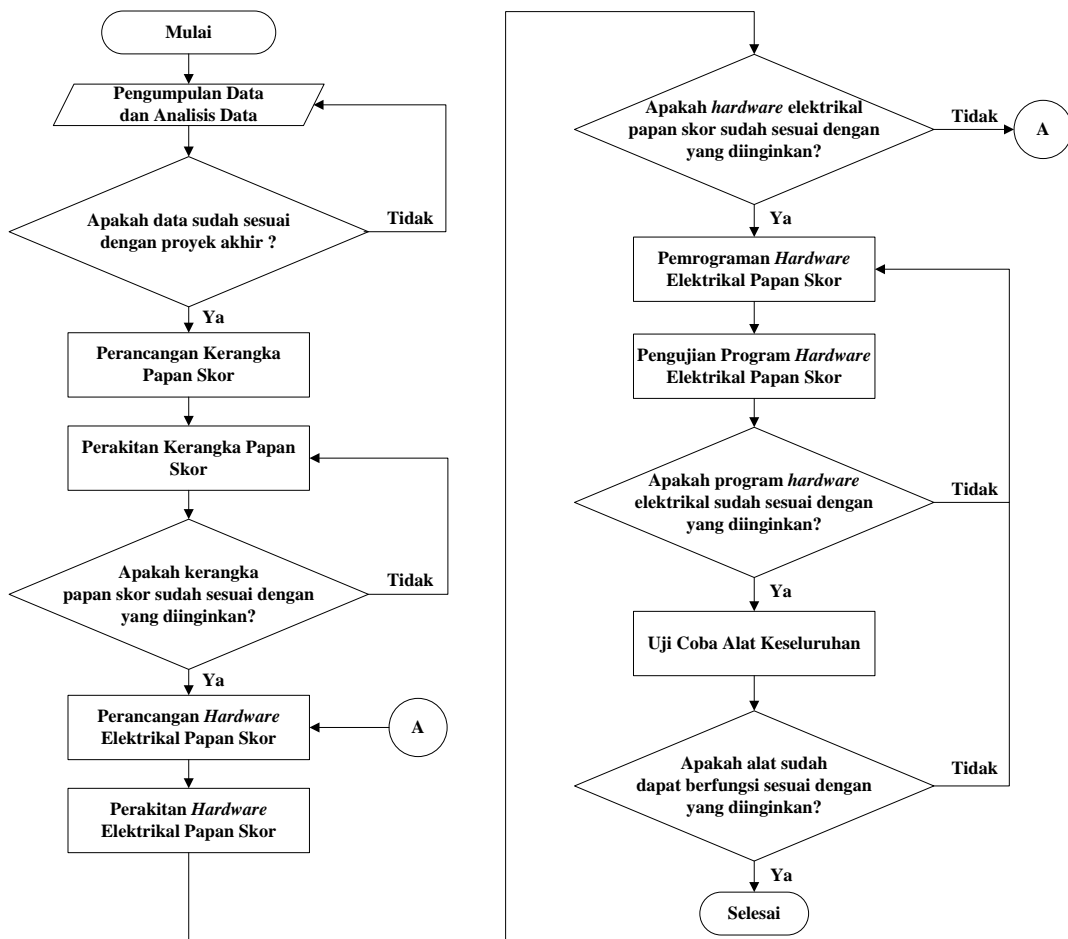 Mulai
Pengumpulan Data
dan Analisis Data
Apakah data sudah sesuai
dengan proyek akhir ?
Tidak
Ya
Perancangan Kerangka
Papan Skor
Perakitan Kerangka Papan
Skor
Apakah kerangka
papan skor sudah sesuai dengan
yang diinginkan?
Tidak
Ya
Perancangan Hardware
Elektrikal Papan Skor
A
Perakitan Hardware
Elektrikal Papan Skor
Apakah hardware elektrikal
papan skor sudah sesuai dengan
yang diinginkan?
Tidak
A
Ya
Pemrograman Hardware
Elektrikal Papan Skor
Pengujian Program Hardware
Elektrikal Papan Skor
Apakah program hardware
elektrikal sudah sesuai dengan
yang diinginkan?
Tidak
Ya
Uji Coba Alat Keseluruhan
Apakah alat sudah
dapat berfungsi sesuai dengan
yang diinginkan?
Tidak
Ya
Selesai